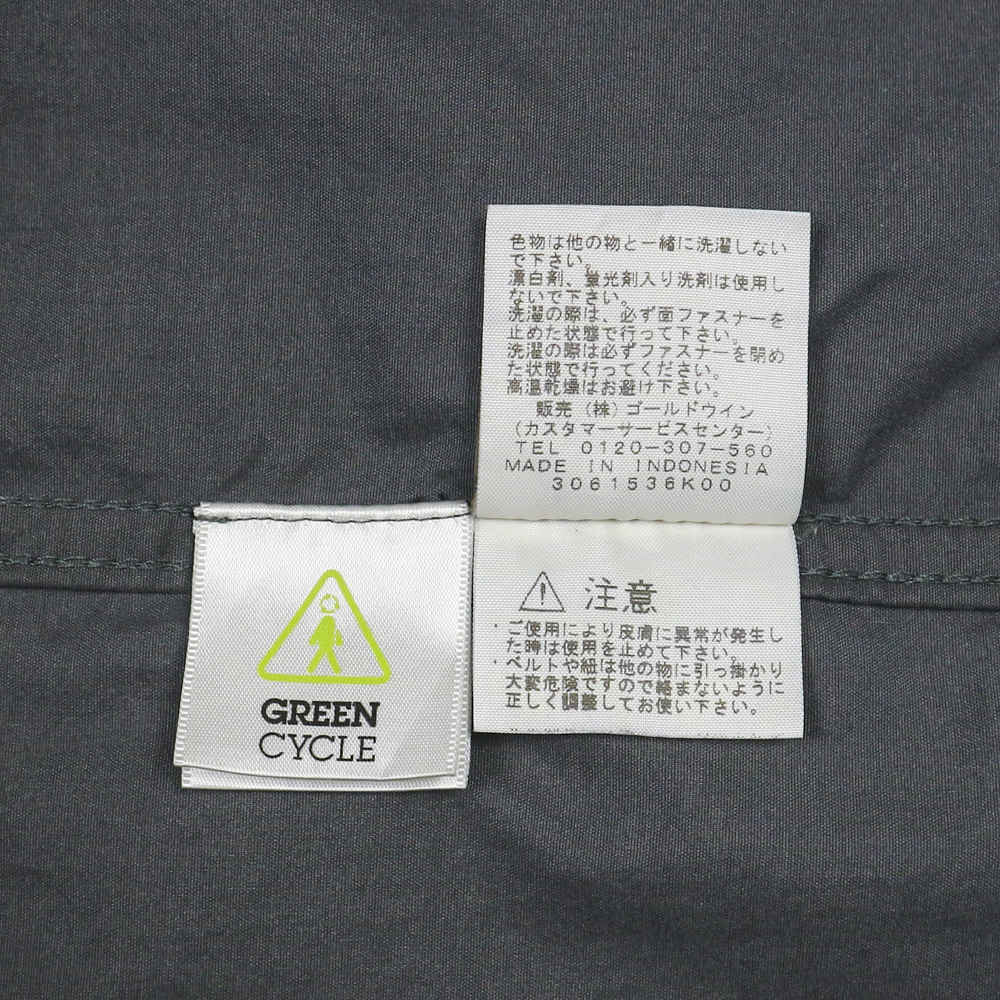 色物は他の物と一緒に洗濯しない
で下さい。
漂白剤、蛍光剤入り洗剤は使用し
ないで下さい。
洗濯の際は、必ず面ファスナーを
止めた状態で行って下さい。
洗濯の際は必ずファスナーを閉め
た状態で行ってください。
高温乾燥はお避け下さい。
販売 (株)ゴールドウイン
(カスタマーサービスセンター)
TEL 0120-307-560
MADE IN INDONESIA
3061536K00
注意
・ご使用により皮膚に異常が発生し
た時は使用を止めて下さい。
・ベルトや紐は他の物に引っ掛かり
大変危険ですので絡まないように
正しく調整してお使い下さい。
GREEN
CYCLE